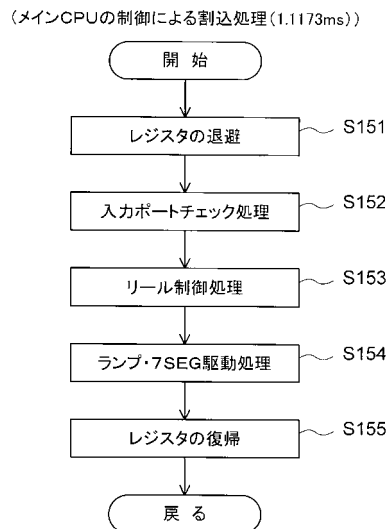 (メインCPUの制御による割込処理(1.1173ms))
開 始
レジスタの退避
S151
入力ポートチェック処理
S152
リール制御処理
S153
ランプ・7SEG駆動処理
S154
レジスタの復帰
S155
戻 る